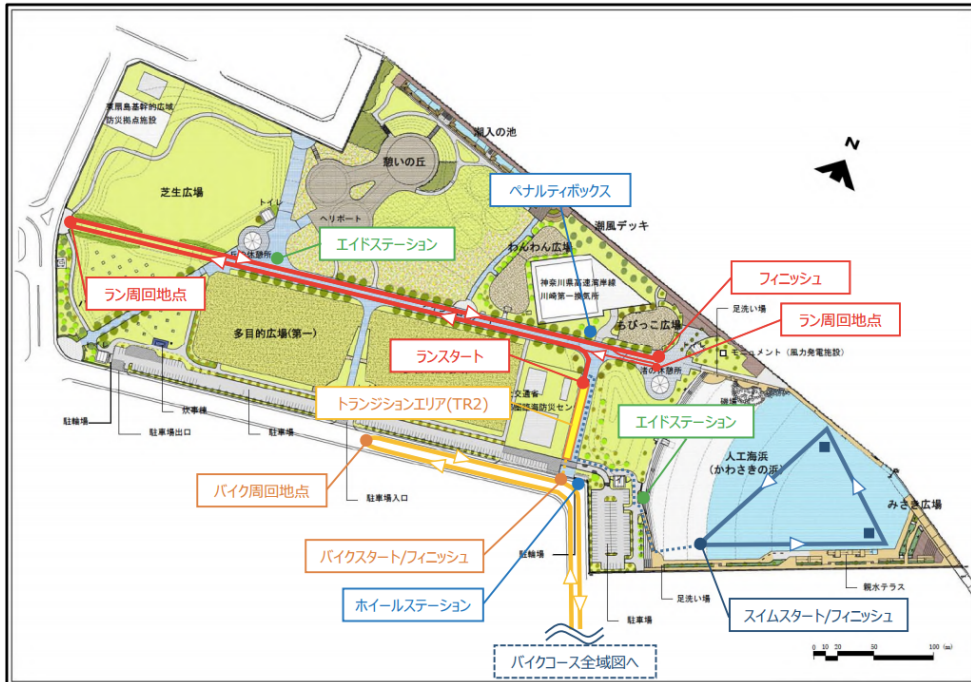 東扇島基幹的広域
防災拠点施設
潮入の池
N
憩いの丘
芝生広場
ペナルティボックス
トイレ
ヘリポート
潮風デッキ
エイドステーション
わんわん広場
丘の休憩所
フィニッシュ
神奈川県高速湾岸線
川崎第一換気所
足洗い場
ラン周回地点
ちびっこ広場
ラン周回地点
多目的広場(第一)
ランスタート
モニュメント（風力発電施設）
渚の休憩所
トランジションエリア(TR2)
エイドステーション
駐輪場
炊事棟
駐車場出口
駐車場
人工海浜
(かわさきの浜)
バイク周回地点
駐車場入口
みさき広場
バイクスタート/フィニッシュ
駐輪場
親水テラス
ホイールステーション
足洗い場
駐車場
スイムスタート/フィニッシュ
バイクコース全域図へ
0 10 20 50 100 (m)